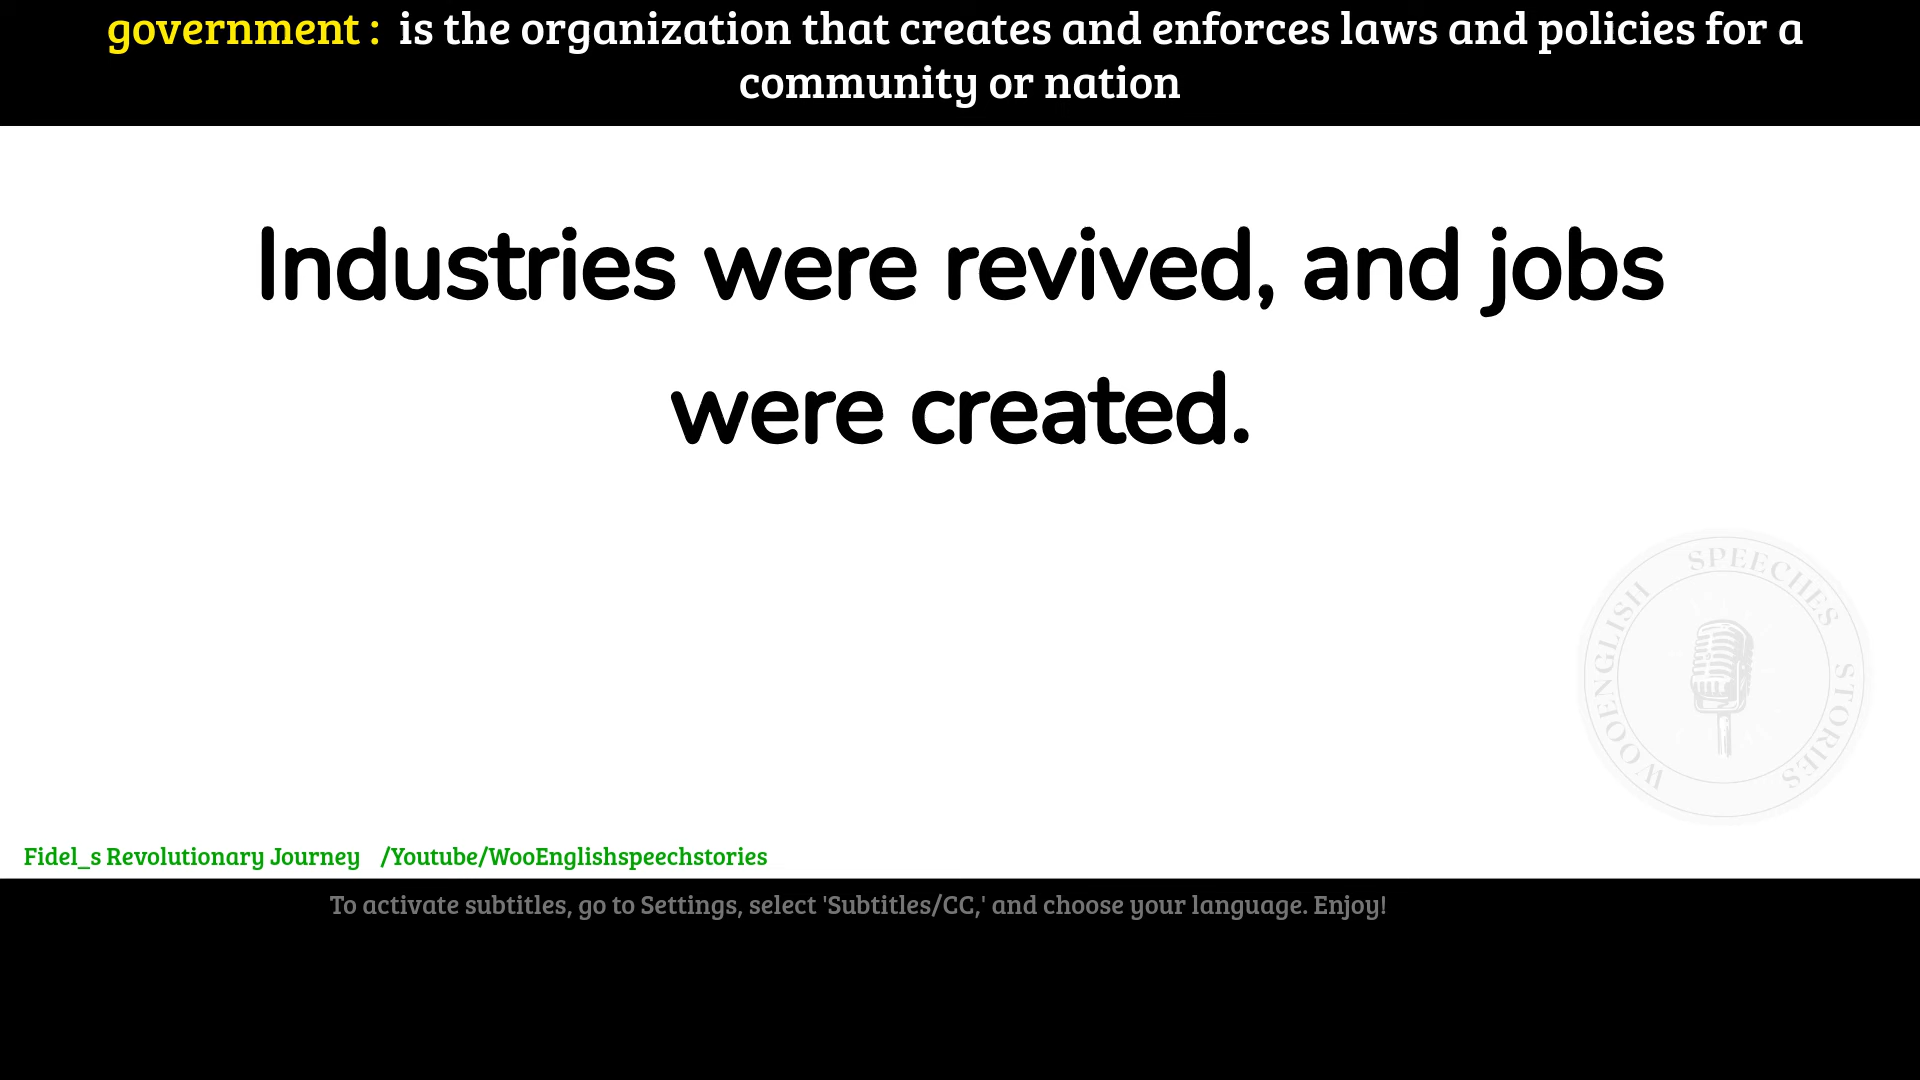 government : is the organization that creates and enforces laws and policies for a
community or nation
Industries were revived, and jobs
were created.
WOOENGLISH SPEECHES STORIES
Fidel_s Revolutionary Journey /Youtube/WooEnglishspeechstories
To activate subtitles, go to Settings, select 'Subtitles/CC,' and choose your language. Enjoy!